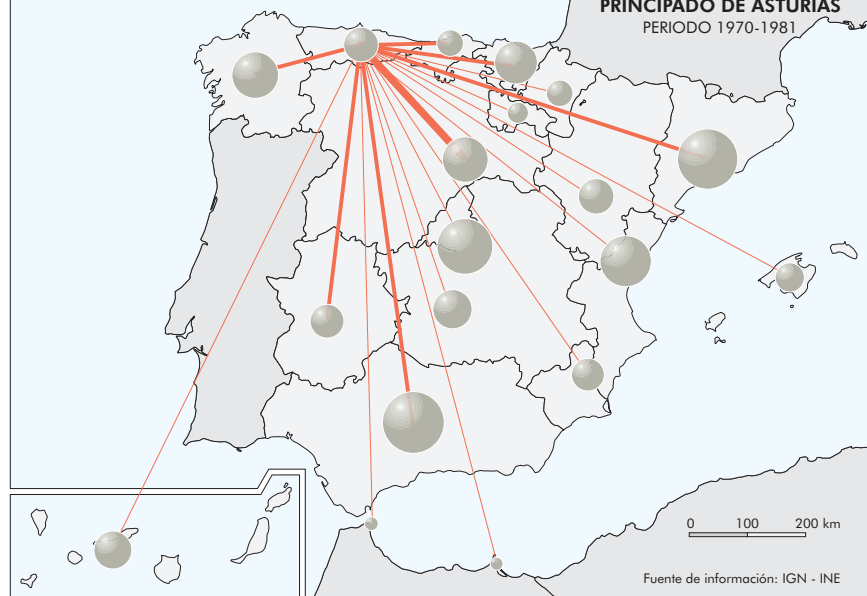 PRINCIPADO DE ASTURIAS
PERIODO 1970-1981
0 100 200 km
Fuente de información: IGN - INE